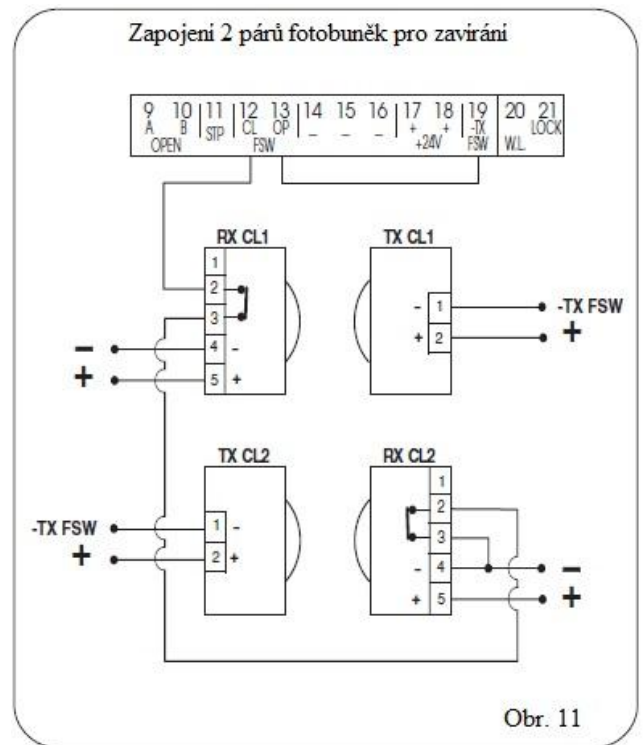 Zapojení 2 párů fotobuněk pro zavirání
9 10 11 12 13 14 15 16 17 18 19 20 21
A B STP CL OP – – – + + -TX LOCK
OPEN FSW +24V FSW W.L.
RX CL1 TX CL1
1
2
3
4 -
5 +
- 1
+ 2
-TX FSW
+
–
+
TX CL2 RX CL2
-TX FSW
+
1 -
2 +
1
2
3
- 4
+ 5
–
+
Obr. 11